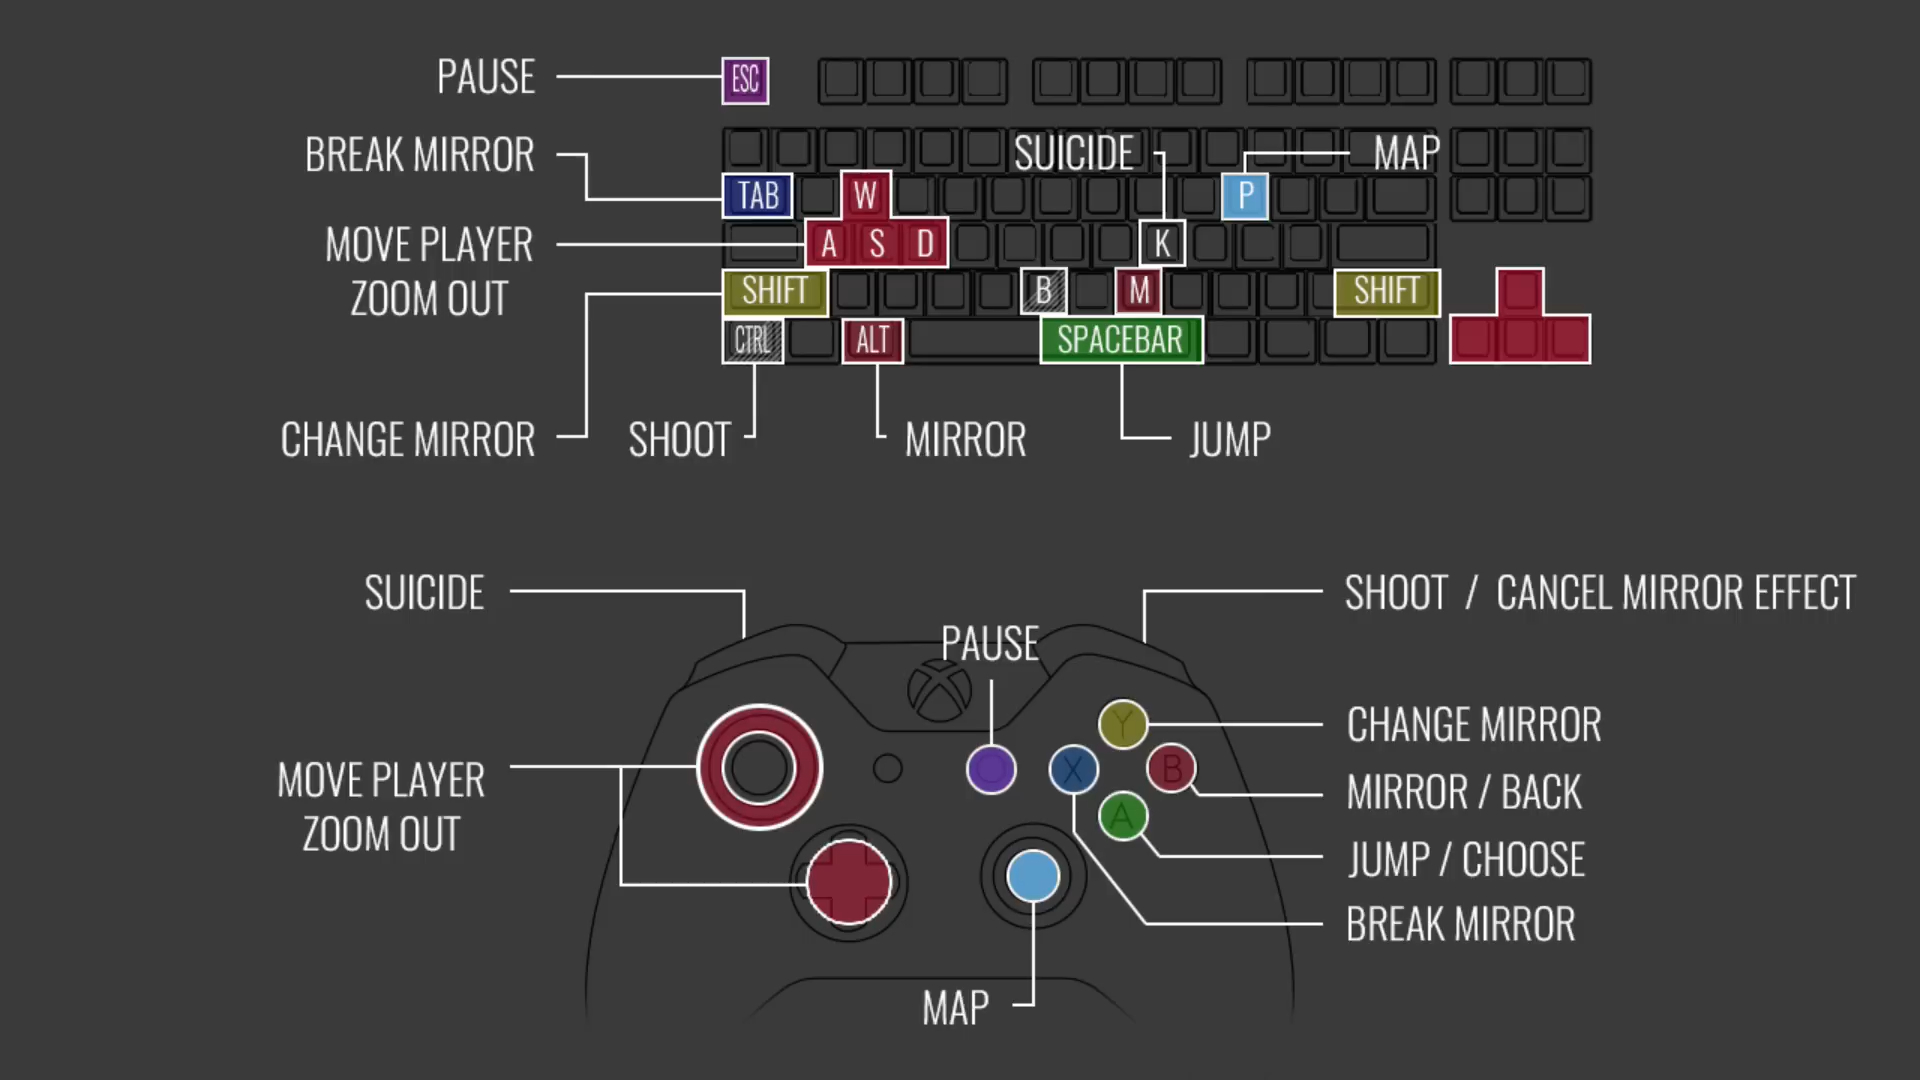 PAUSE
ESC
BREAK MIRROR
SUICIDE
MAP
TAB
W
P
MOVE PLAYER
ZOOM OUT
A S D
K
SHIFT
B
M
SHIFT
CTRL
ALT
SPACEBAR
CHANGE MIRROR
SHOOT
MIRROR
JUMP
SUICIDE
SHOOT / CANCEL MIRROR EFFECT
PAUSE
Y
CHANGE MIRROR
MOVE PLAYER
ZOOM OUT
X
B
MIRROR / BACK
A
JUMP / CHOOSE
BREAK MIRROR
MAP